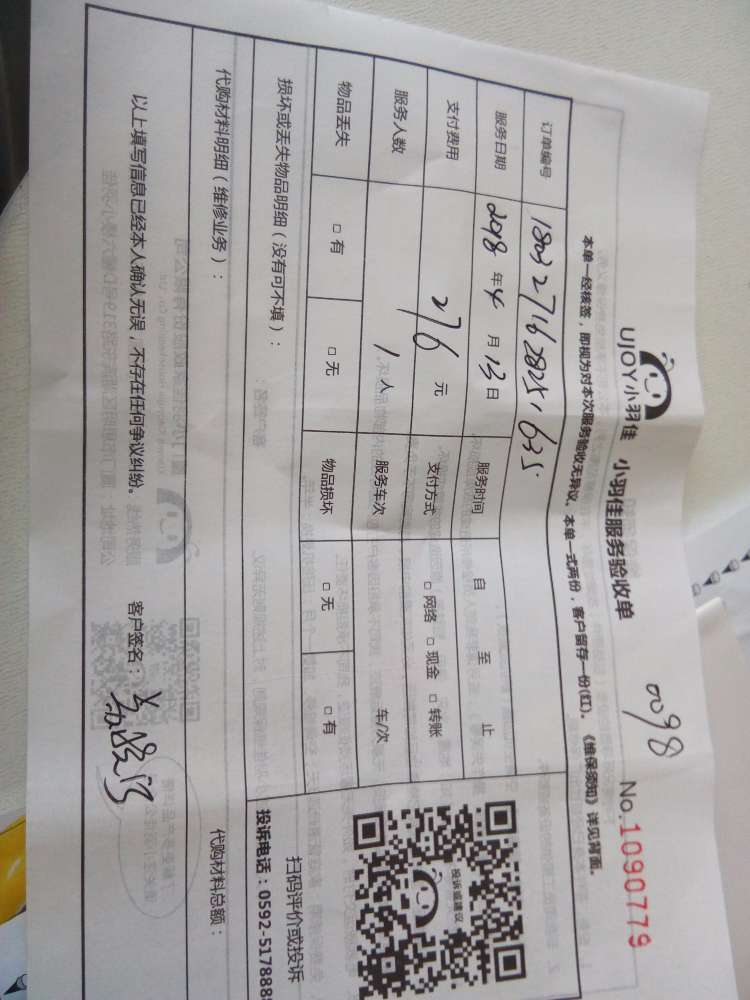 UJOY小羽佳 小羽佳服务验收单 0098 No.1090779
本单一经核签，即视为对本次服务验收无异议、本单一式两份，客户留存一份(红)。《维保须知》详见背面。
订单编号
服务日期 2018 年 4 月 13 日 服务时间 自 至 止
支付费用 276 元 支付方式 □ 网络 □ 现金 □ 转账
服务人数 1 人 服务车次 车/次
物品丢失 □ 有 □ 无 物品损坏 □ 无 □ 有
投诉或建议
扫码评价或投诉
损坏或丢失物品明细（没有可不填）：
投诉电话：0592-5178888
代购材料明细（维修业务）： 代购材料总额：
以上填写信息已经本人确认无误，不存在任何争议纠纷。 客户签名：